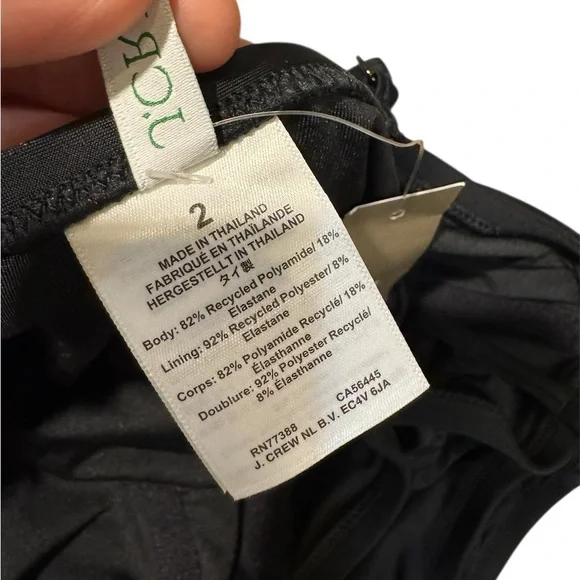 J.CR
2
MADE IN THAILAND
FABRIQUÉ EN THAÏLANDE
HERGESTELLT IN THAILAND
タイ製
Body: 82% Recycled Polyamide/ 18%
Elastane
Lining: 92% Recycled Polyester/ 8%
Elastane
Corps: 82% Polyamide Recyclé/ 18%
Élasthanne
Doublure: 92% Polyester Recyclé/
8% Élasthanne
RN77388 CA56445
J. CREW NL B.V. EC4V 6JA